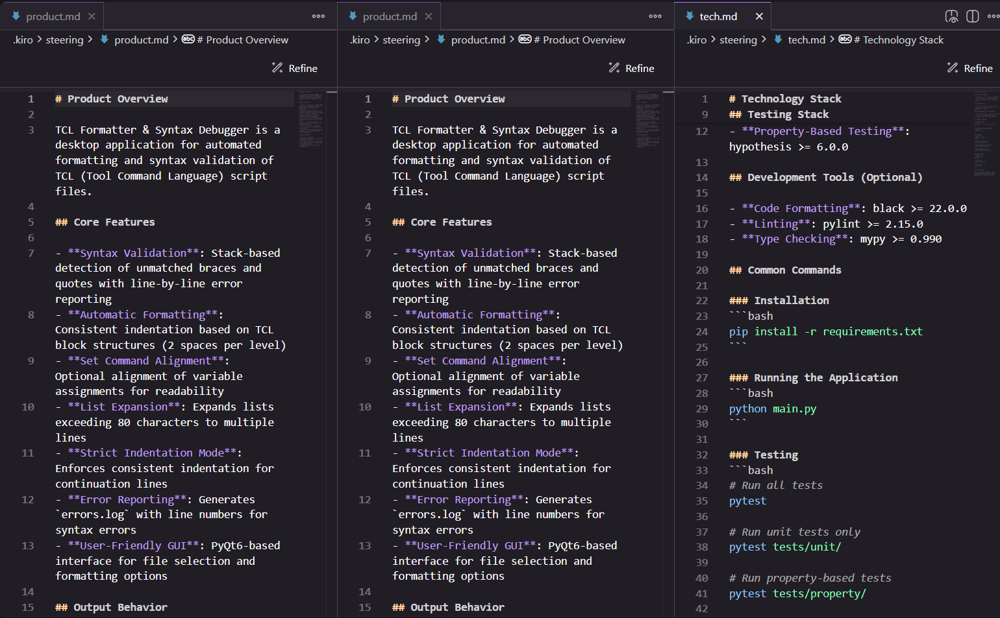 product.md
.kiro > steering > product.md > # Product Overview
Refine
1 # Product Overview
2
3 TCL Formatter & Syntax Debugger is a
desktop application for automated
formatting and syntax validation of
TCL (Tool Command Language) script
files.
4
5 ## Core Features
6
7 - **Syntax Validation**: Stack-based
detection of unmatched braces and
quotes with line-by-line error
reporting
8 - **Automatic Formatting**:
Consistent indentation based on TCL
block structures (2 spaces per level)
9 - **Set Command Alignment**:
Optional alignment of variable
assignments for readability
10 - **List Expansion**: Expands lists
exceeding 80 characters to multiple
lines
11 - **Strict Indentation Mode**:
Enforces consistent indentation for
continuation lines
12 - **Error Reporting**: Generates
`errors.log` with line numbers for
syntax errors
13 - **User-Friendly GUI**: PyQt6-based
interface for file selection and
formatting options
14
15 ## Output Behavior
product.md
.kiro > steering > product.md > # Product Overview
Refine
1 # Product Overview
2
3 TCL Formatter & Syntax Debugger is a
desktop application for automated
formatting and syntax validation of
TCL (Tool Command Language) script
files.
4
5 ## Core Features
6
7 - **Syntax Validation**: Stack-based
detection of unmatched braces and
quotes with line-by-line error
reporting
8 - **Automatic Formatting**:
Consistent indentation based on TCL
block structures (2 spaces per level)
9 - **Set Command Alignment**:
Optional alignment of variable
assignments for readability
10 - **List Expansion**: Expands lists
exceeding 80 characters to multiple
lines
11 - **Strict Indentation Mode**:
Enforces consistent indentation for
continuation lines
12 - **Error Reporting**: Generates
`errors.log` with line numbers for
syntax errors
13 - **User-Friendly GUI**: PyQt6-based
interface for file selection and
formatting options
14
15 ## Output Behavior
tech.md
.kiro > steering > tech.md > # Technology Stack
Refine
1 # Technology Stack
9 ## Testing Stack
12 - **Property-Based Testing**:
hypothesis >= 6.0.0
13
14 ## Development Tools (Optional)
15
16 - **Code Formatting**: black >= 22.0.0
17 - **Linting**: pylint >= 2.15.0
18 - **Type Checking**: mypy >= 0.990
19
20 ## Common Commands
21
22 ### Installation
23 ```bash
24 pip install -r requirements.txt
25 ```
26
27 ### Running the Application
28 ```bash
29 python main.py
30 ```
31
32 ### Testing
33 ```bash
34 # Run all tests
35 pytest
36
37 # Run unit tests only
38 pytest tests/unit/
39
40 # Run property-based tests
41 pytest tests/property/
42